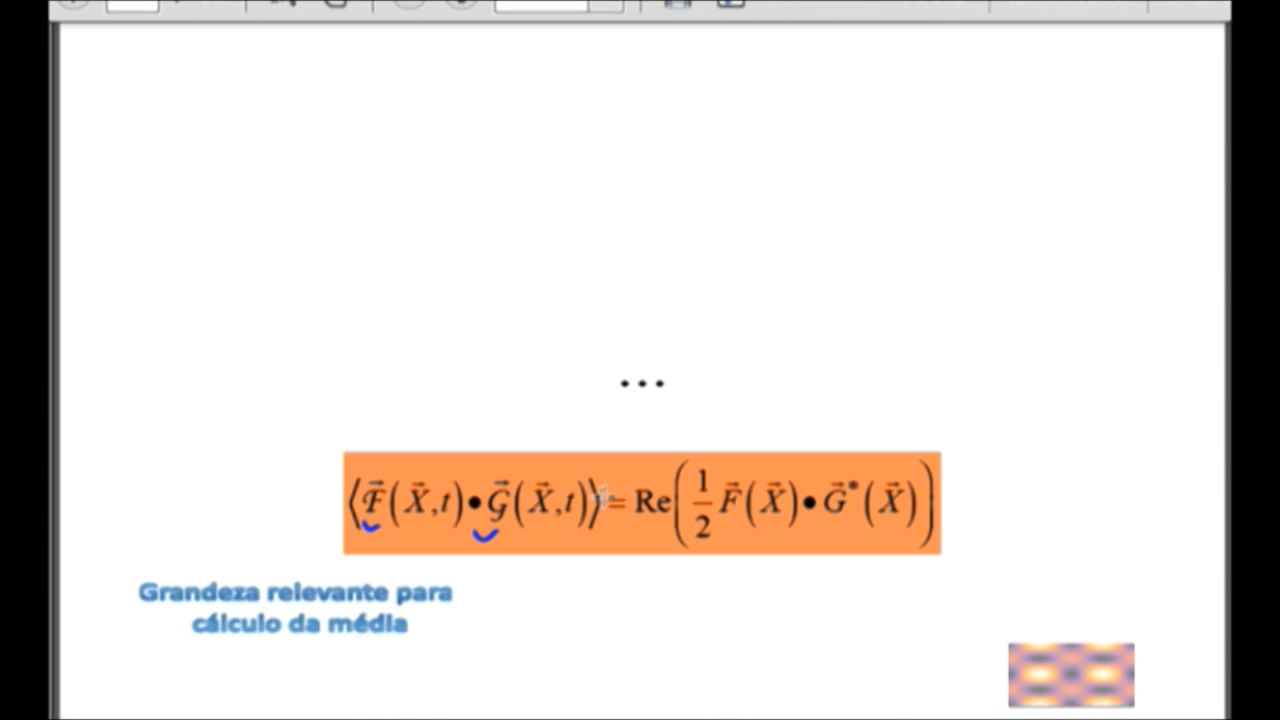 ...
⟨ℱ⃗(X⃗,t)•𝒢⃗(X⃗,t)⟩=Re(1/2 F⃗(X⃗)•G⃗*(X⃗))
Grandeza relevante para
cálculo da média